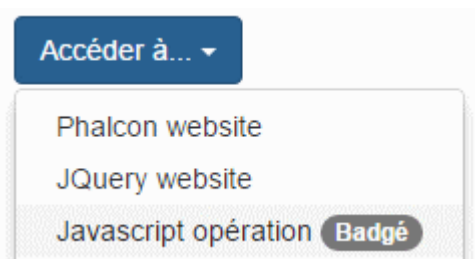 Accéder à...
Phalcon website
JQuery website
Javascript opération Badgé